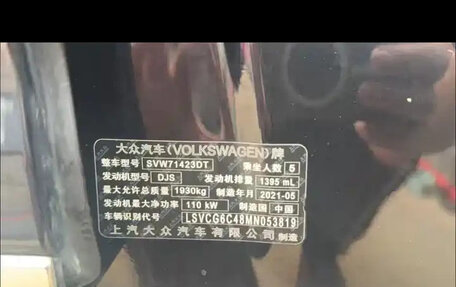 大众汽车(VOLKSWAGEN)牌
整车型号 SVW71423DT 乘坐人数 5
发动机型号 DJS 发动机排量 1395 mL
最大允许总质量 1930kg 制造年月 2021-05
发动机最大净功率 110 kW 制造国 中国
车辆识别代号 LSVCG6C48MN053819
上汽大众汽车有限公司 制造